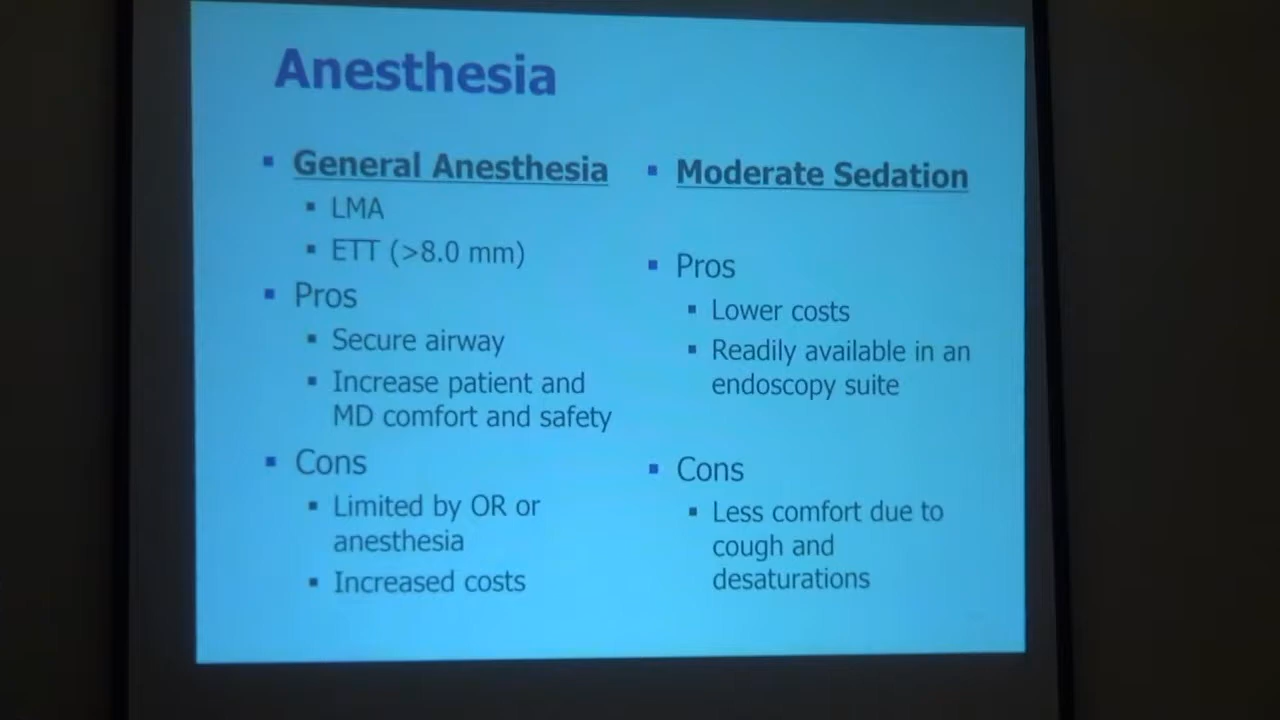 Anesthesia
General Anesthesia
LMA
ETT (>8.0 mm)
Pros
Secure airway
Increase patient and
MD comfort and safety
Cons
Limited by OR or
anesthesia
Increased costs
Moderate Sedation
Pros
Lower costs
Readily available in an
endoscopy suite
Cons
Less comfort due to
cough and
desaturations